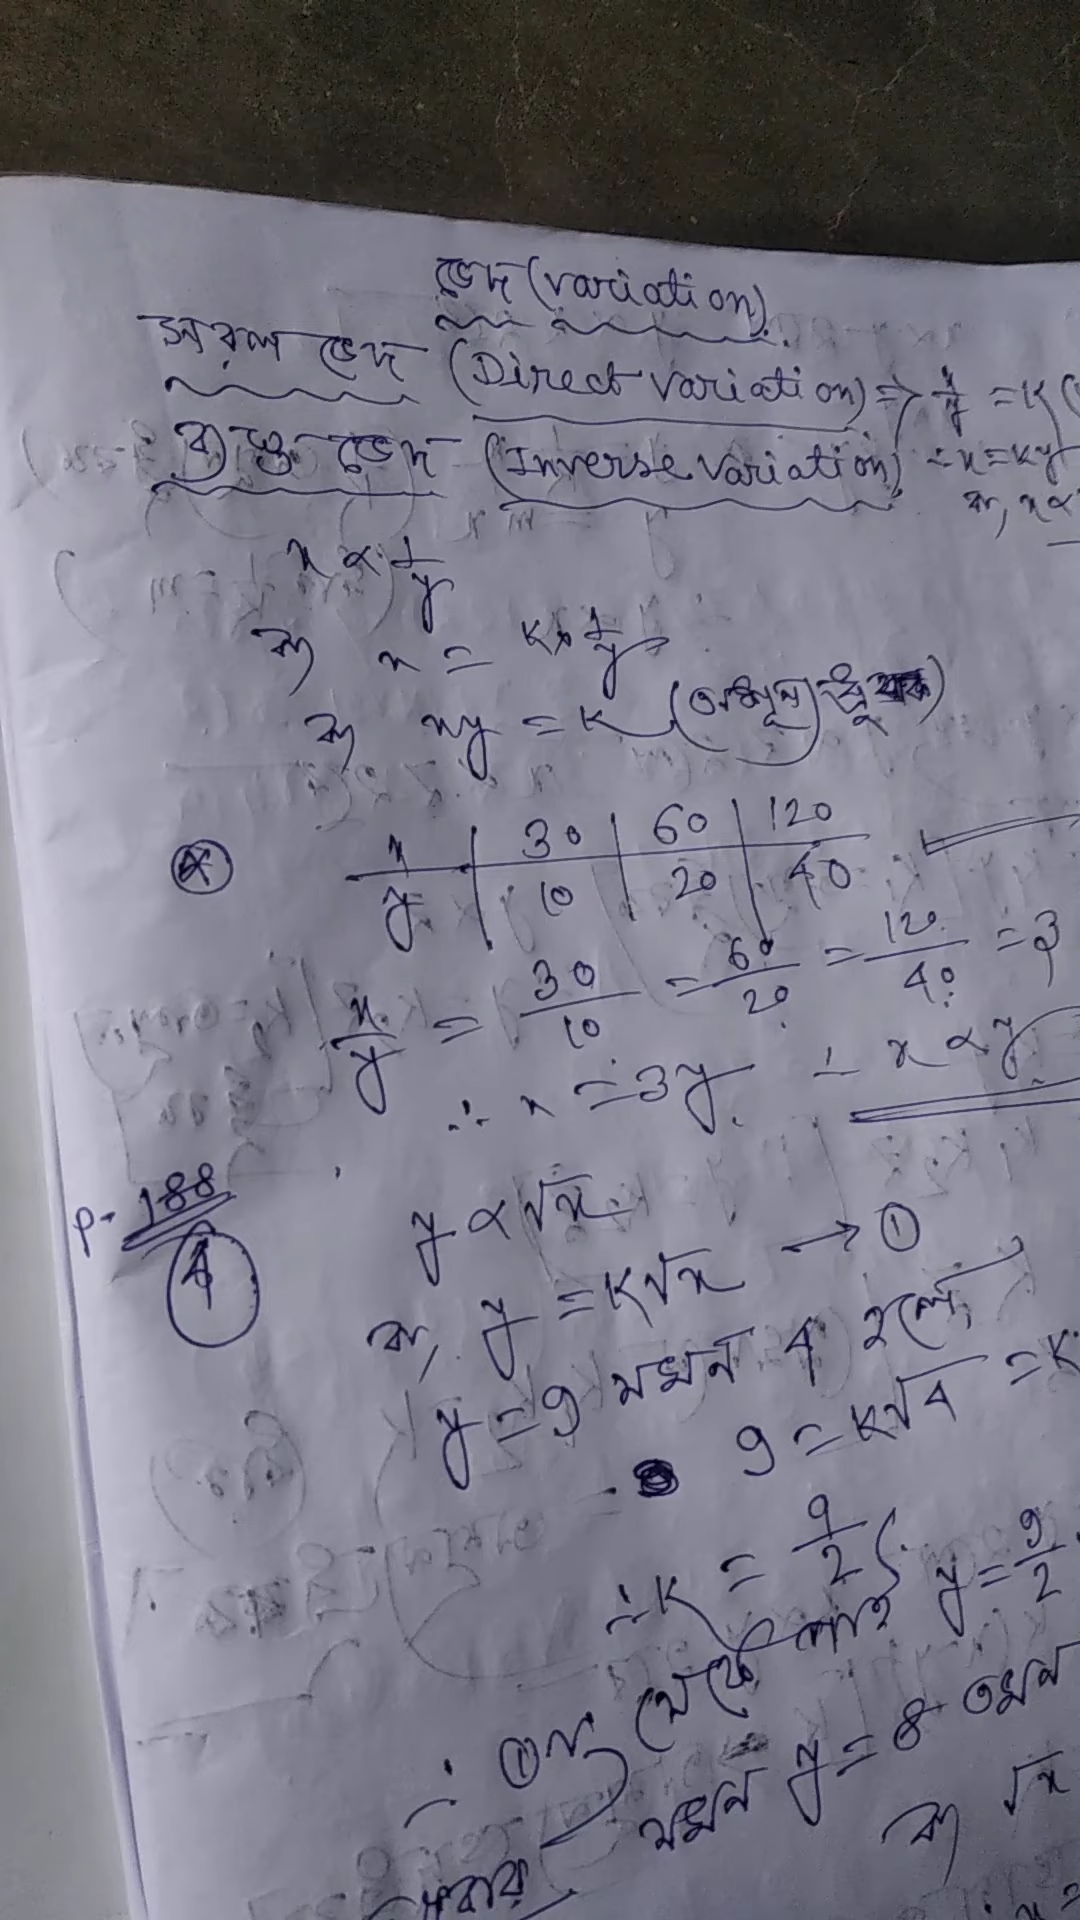 ভেদ (variation)
সরল ভেদ (Direct variation) ⇒ x/y = K
ব্যস্ত ভেদ (Inverse variation) ∴ x = Ky
বা, x ∝
x ∝ 1/y
বা x = K × 1/y
বা xy = K (অশূন্য ধ্রুবক)
x | 30 | 60 | 120
y | 10 | 20 | 40
x/y = 30/10 = 60/20 = 120/40 = 3
∴ x = 3y ∴ x ∝ y
P-188
4
y ∝ √x
বা, y = K√x → ①
y = 9 যখন 4 হলে
9 = K√4 = K
∴ K = 9/2
∴ ① নং থেকে পাই y = 9/2
এবার যখন y = 8 তখন
বা √x
x =